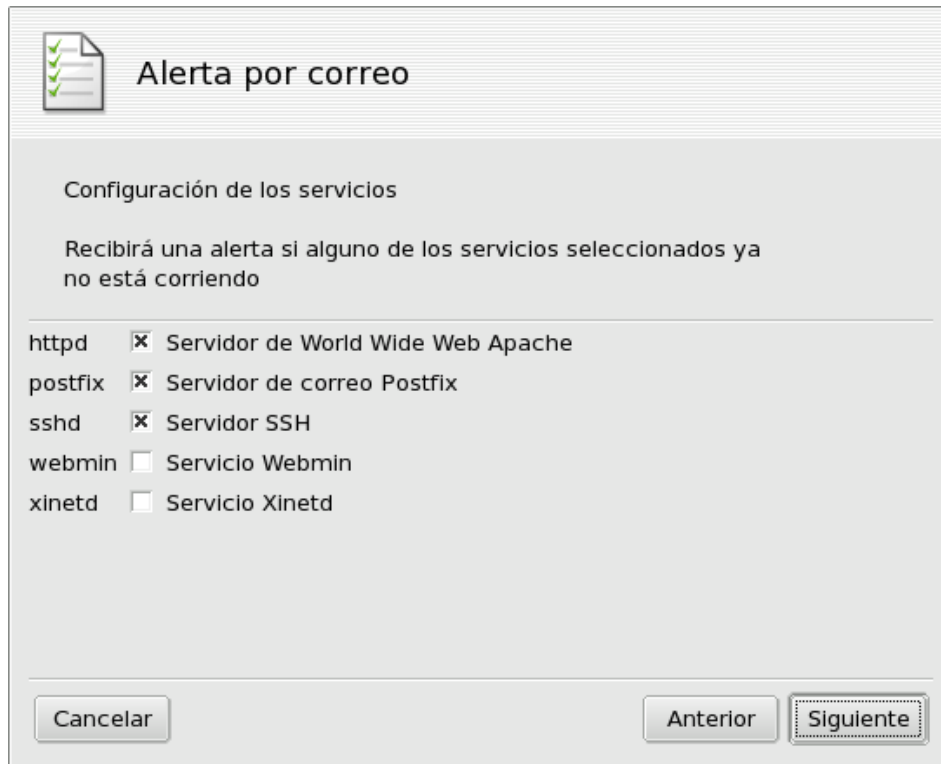 Alerta por correo
Configuración de los servicios
Recibirá una alerta si alguno de los servicios seleccionados ya
no está corriendo
httpd Servidor de World Wide Web Apache
postfix Servidor de correo Postfix
sshd Servidor SSH
webmin Servicio Webmin
xinetd Servicio Xinetd
Cancelar Anterior Siguiente